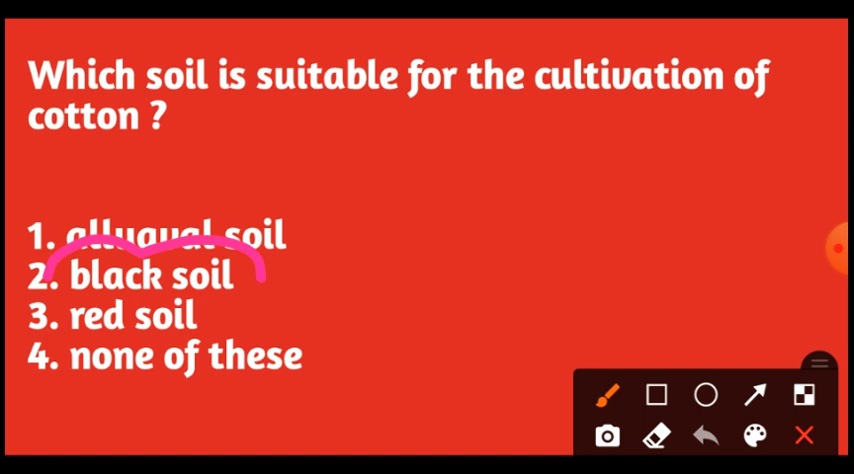 Which soil is suitable for the cultivation of
cotton ?
1. alluvual soil
2. black soil
3. red soil
4. none of these